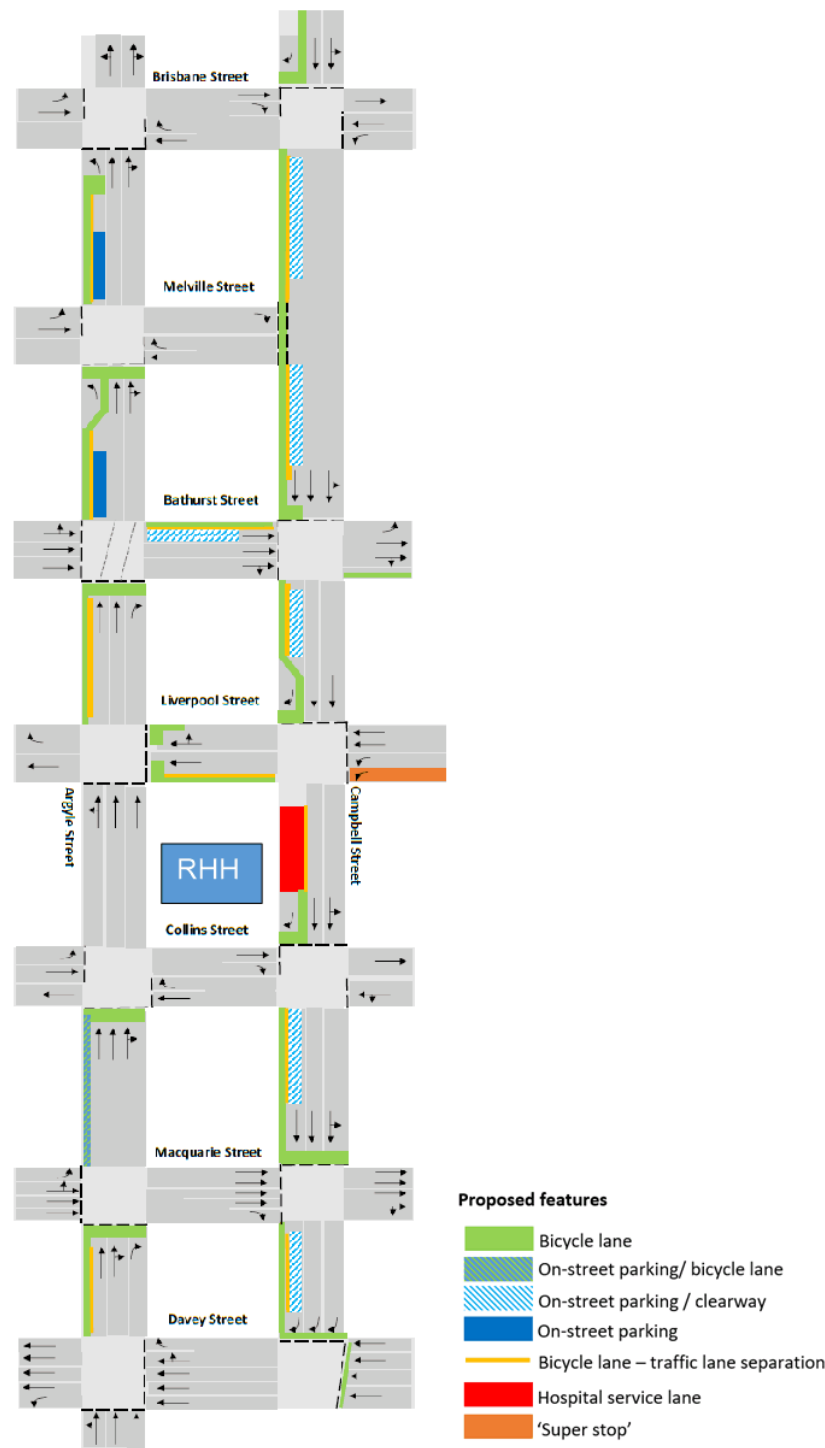 Brisbane Street
Melville Street
Bathurst Street
Liverpool Street
Argyle Street
Campbell Street
RHH
Collins Street
Macquarie Street
Davey Street
Proposed features
Bicycle lane
On-street parking/ bicycle lane
On-street parking / clearway
On-street parking
Bicycle lane – traffic lane separation
Hospital service lane
‘Super stop’